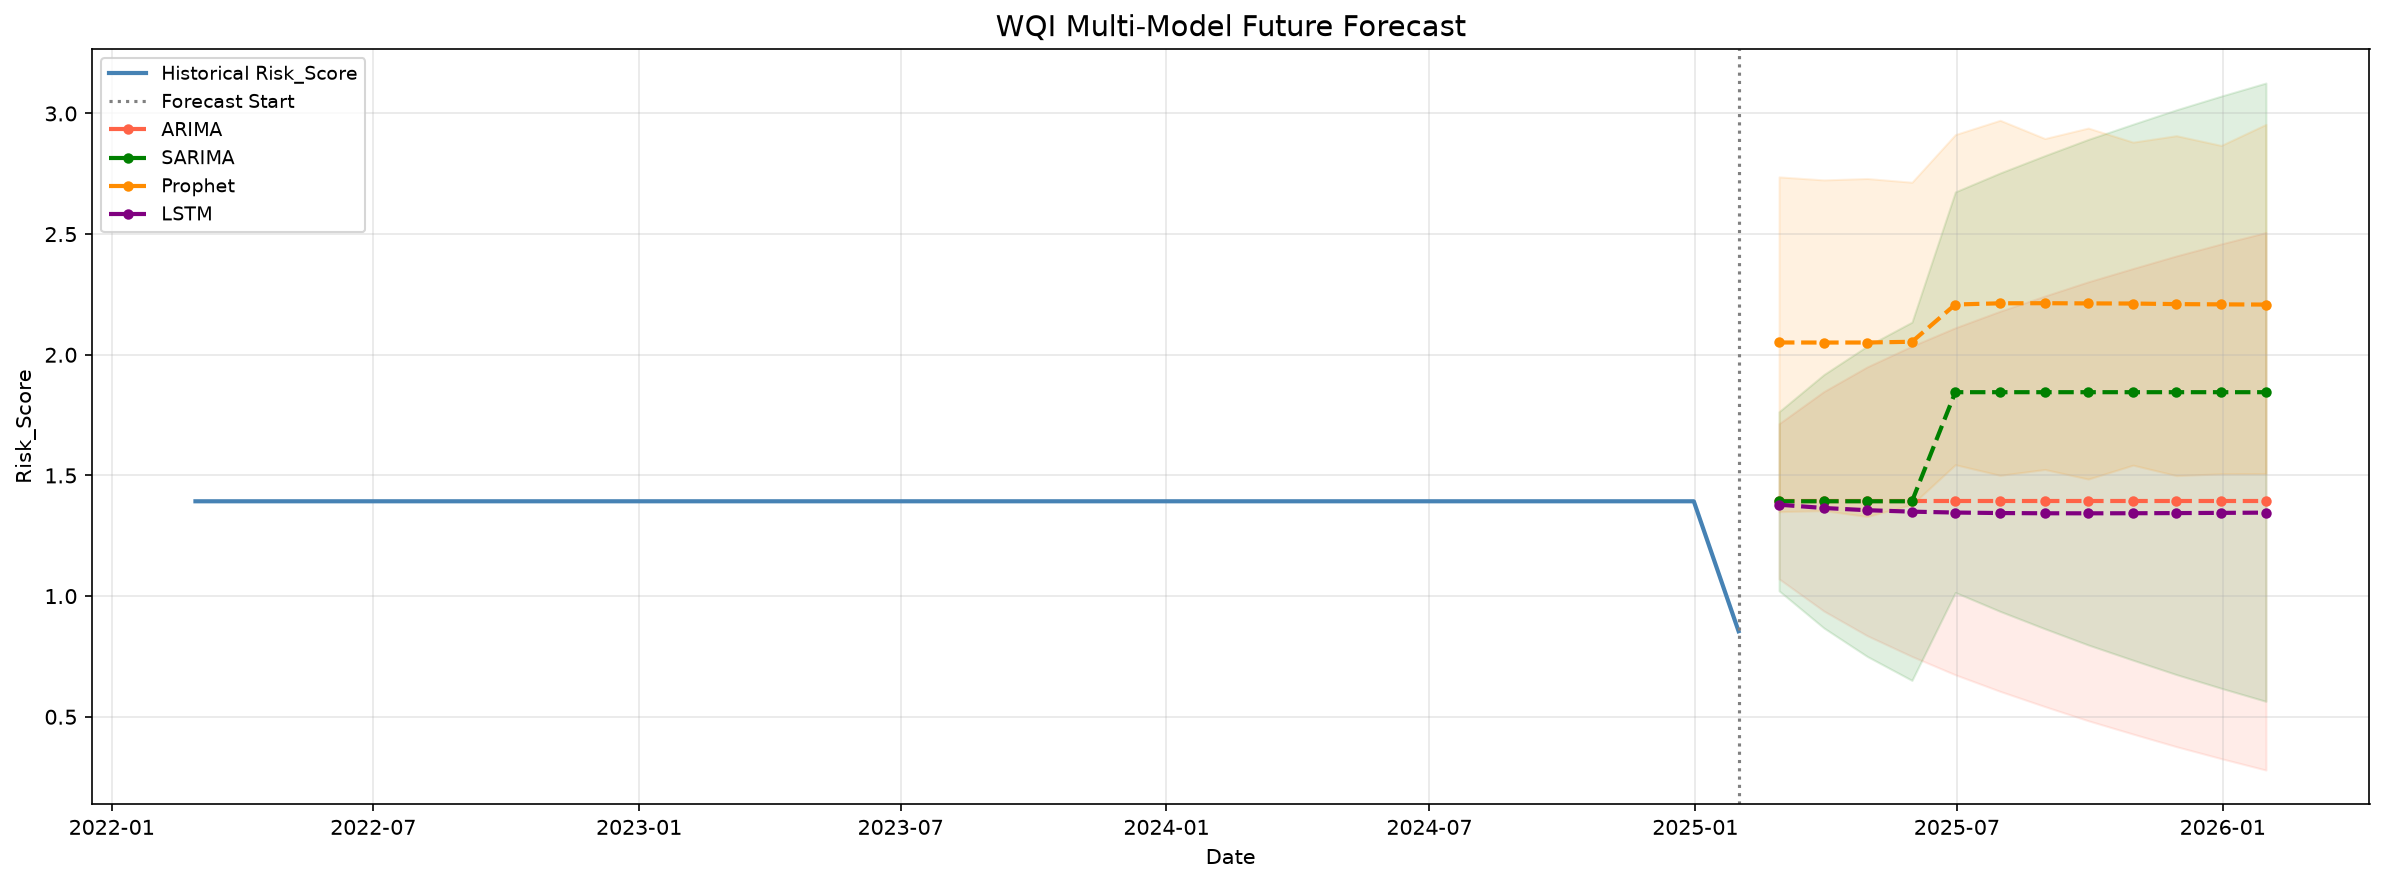 WQI Multi-Model Future Forecast
Historical Risk_Score
Forecast Start
ARIMA
SARIMA
Prophet
LSTM
3.0
2.5
2.0
1.5
1.0
0.5
Risk_Score
2022-01 2022-07 2023-01 2023-07 2024-01 2024-07 2025-01 2025-07 2026-01
Date